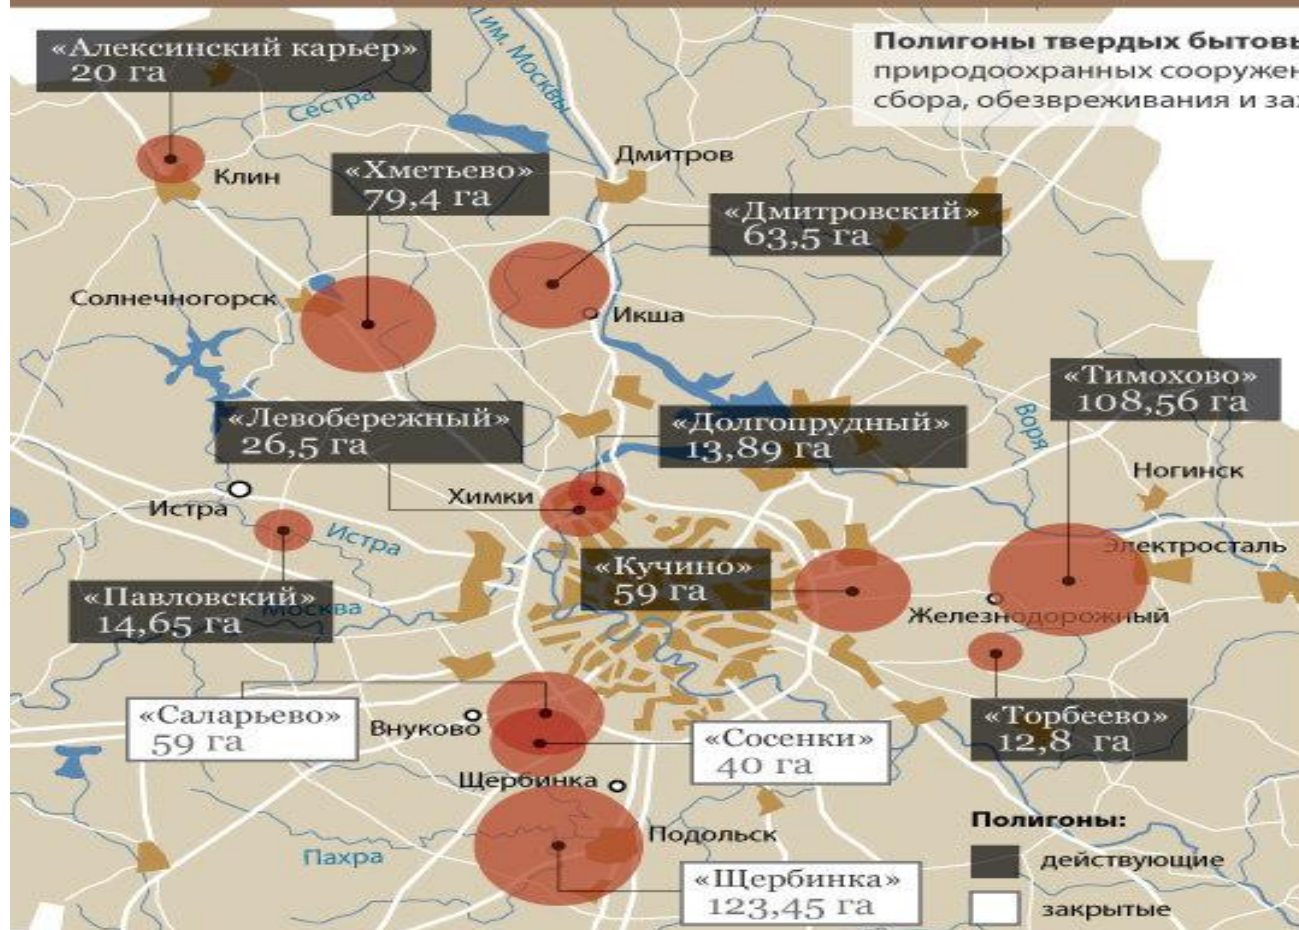 «Алексинский карьер»
20 га
Полигоны твердых бытовы
природоохранных сооружен
сбора, обезвреживания и за
им. Москвы
Сестра
Дмитров
Клин
«Хметьево»
79,4 га
«Дмитровский»
63,5 га
Солнечногорск
Икша
«Тимохово»
108,56 га
«Левобережный»
26,5 га
«Долгопрудный»
13,89 га
Воря
Ногинск
Химки
Истра
Истра
Электросталь
«Кучино»
59 га
«Павловский»
14,65 га
Москва
Железнодорожный
«Саларьево»
59 га
Внуково
«Торбеево»
12,8 га
«Сосенки»
40 га
Щербинка
Полигоны:
Подольск
Пахра
действующие
«Щербинка»
123,45 га
закрытые